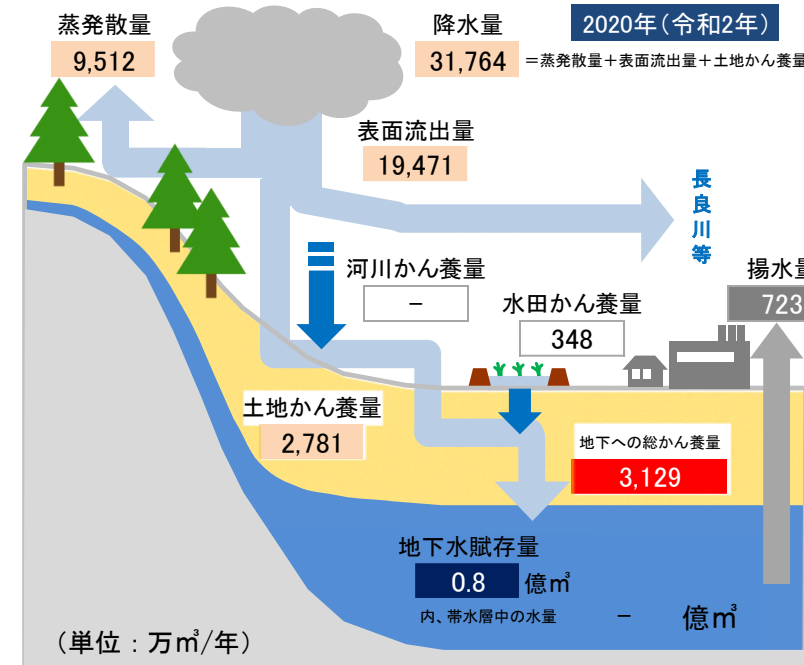 蒸発散量
9,512
降水量
31,764
2020年(令和2年)
=蒸発散量+表面流出量+土地かん養量
表面流出量
19,471
長良川等
揚水量
723
河川かん養量
－
水田かん養量
348
土地かん養量
2,781
地下への総かん養量
3,129
地下水賦存量
0.8 億㎥
内、帯水層中の水量 － 億㎥
(単位：万㎥/年)